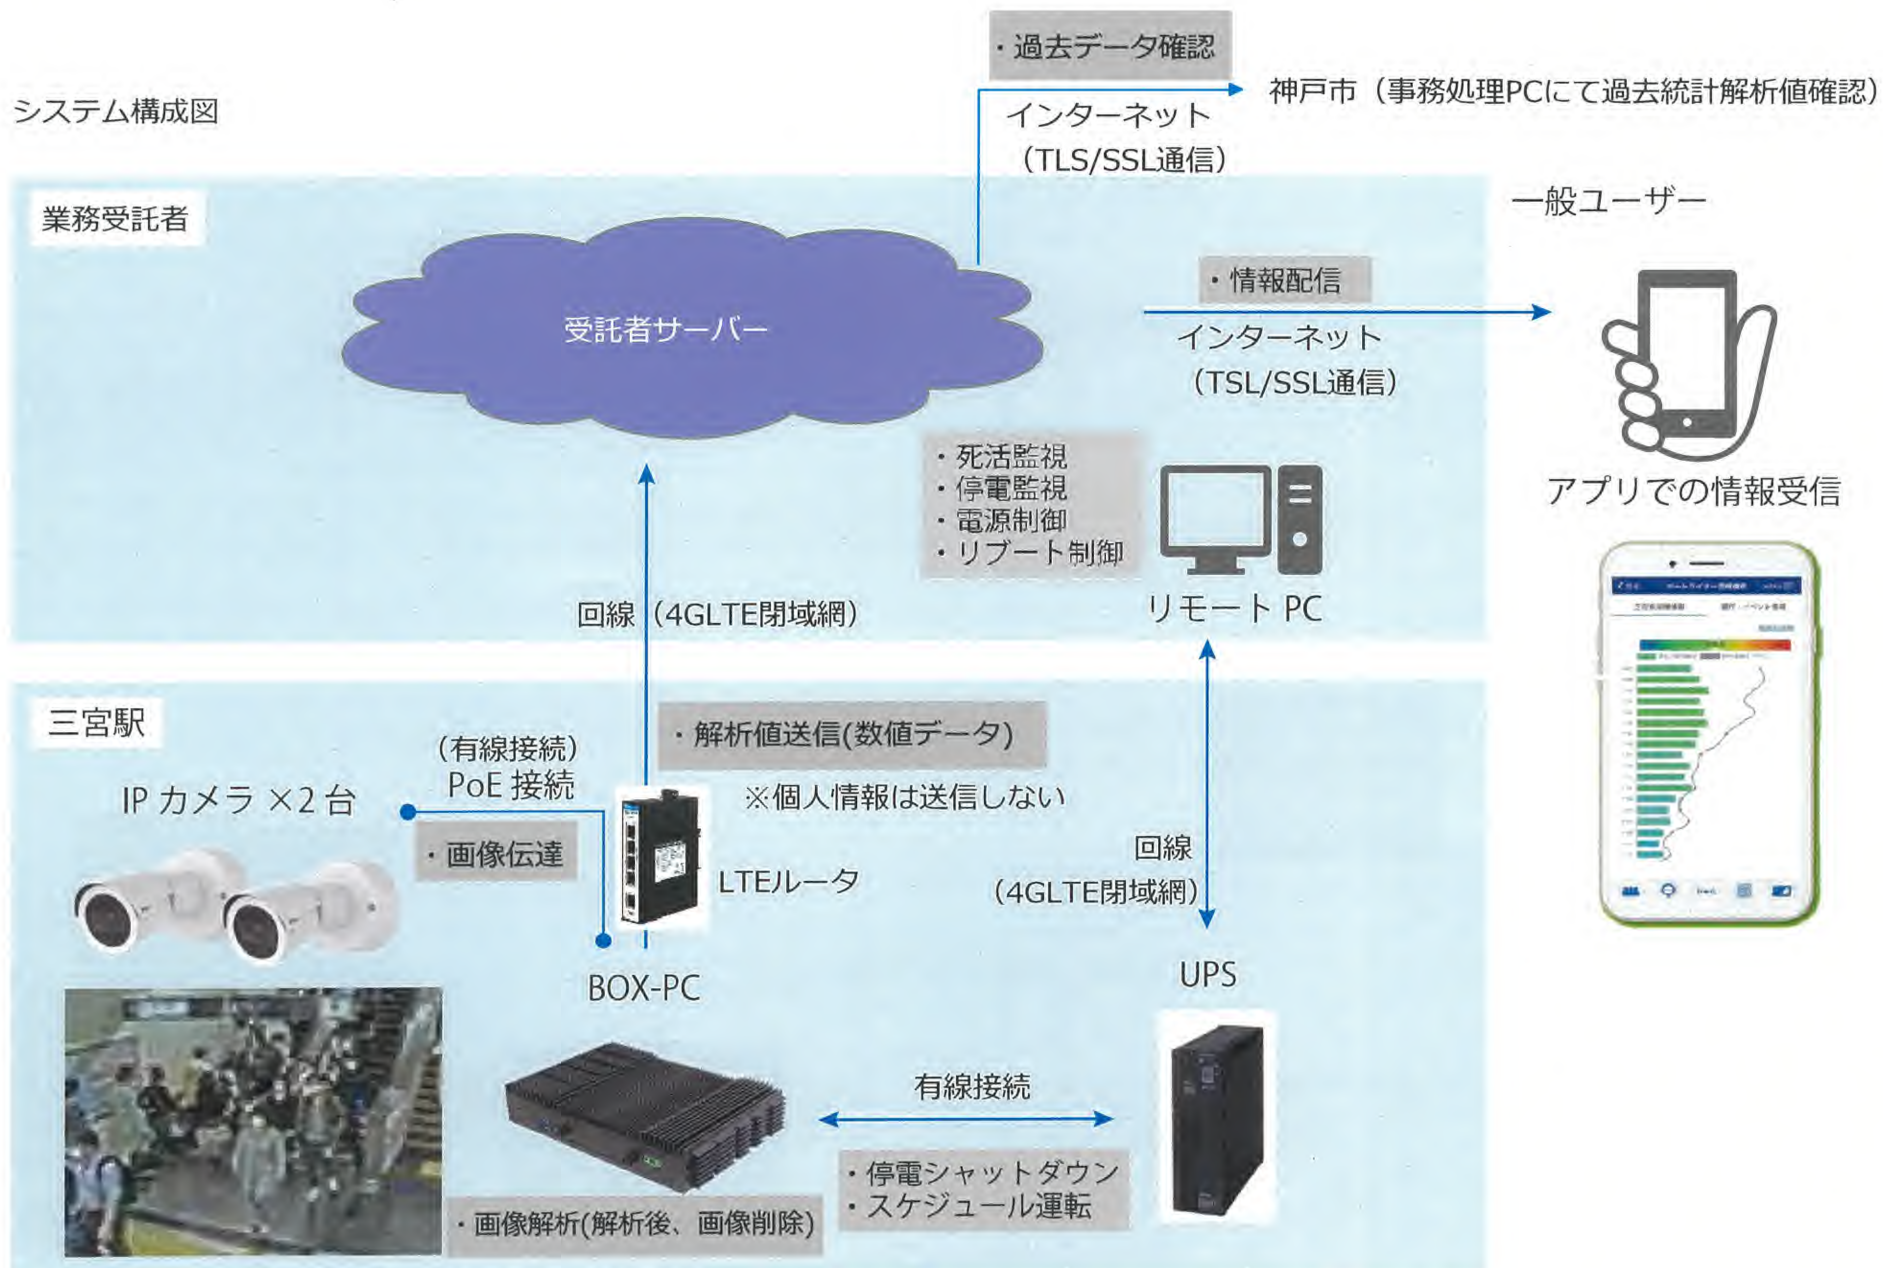 ・過去データ確認
神戸市（事務処理PCにて過去統計解析値確認）
システム構成図
インターネット
（TLS/SSL通信）
業務受託者
一般ユーザー
・情報配信
受託者サーバー
インターネット
（TSL/SSL通信）
・死活監視
・停電監視
・電源制御
・リブート制御
アプリでの情報受信
リモート PC
回線（4GLTE閉域網）
三宮駅
・解析値送信(数値データ)
（有線接続）
PoE 接続
IP カメラ ×2 台
※個人情報は送信しない
・画像伝達
LTEルータ
回線
（4GLTE閉域網）
BOX-PC
UPS
有線接続
・停電シャットダウン
・スケジュール運転
・画像解析(解析後、画像削除)